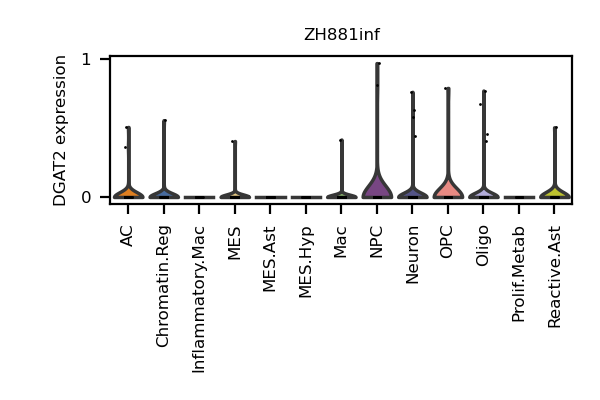 ZH881inf
DGAT2 expression
1
0
AC
Chromatin.Reg
Inflammatory.Mac
MES
MES.Ast
MES.Hyp
Mac
NPC
Neuron
OPC
Oligo
Prolif.Metab
Reactive.Ast